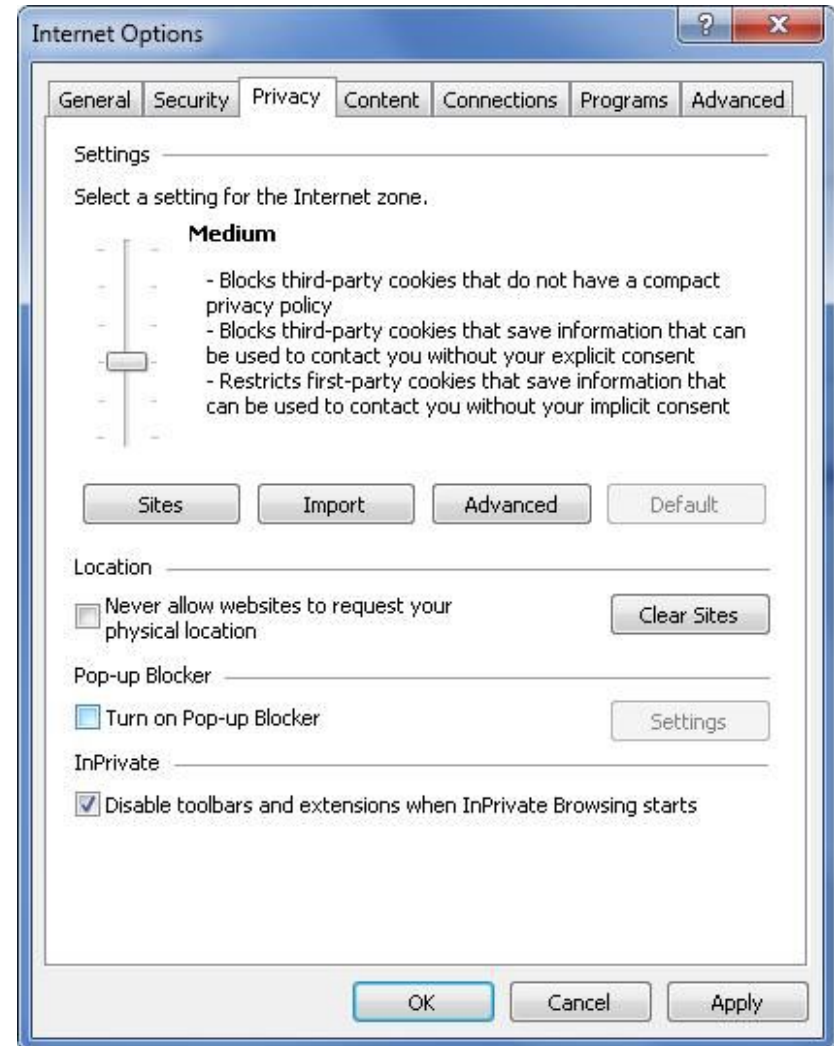 Internet Options
General Security Privacy Content Connections Programs Advanced
Settings
Select a setting for the Internet zone.
Medium
- Blocks third-party cookies that do not have a compact
privacy policy
- Blocks third-party cookies that save information that can
be used to contact you without your explicit consent
- Restricts first-party cookies that save information that
can be used to contact you without your implicit consent
Sites Import Advanced Default
Location
Never allow websites to request your
physical location
Clear Sites
Pop-up Blocker
Turn on Pop-up Blocker Settings
InPrivate
Disable toolbars and extensions when InPrivate Browsing starts
OK Cancel Apply